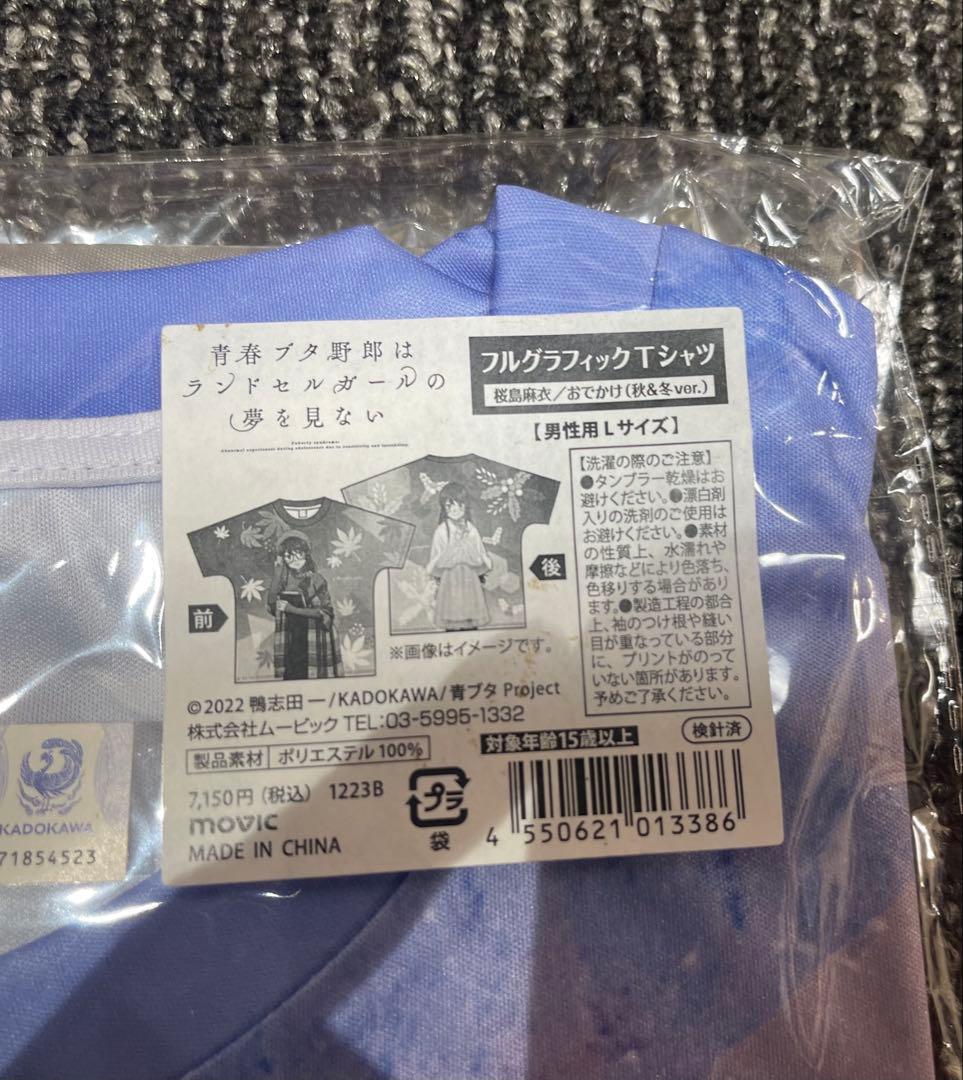 青春ブタ野郎は
ランドセルガールの
夢を見ない
Puberty syndrome:
Abnormal experiences during adolescence due to sensitivity and instability.
フルグラフィックTシャツ
桜島麻衣／おでかけ（秋&冬ver.）
【男性用Lサイズ】
【洗濯の際のご注意】
●タンブラー乾燥はお
避けください。●漂白剤
入りの洗剤のご使用は
お避けください。●素材
の性質上、水濡れや
摩擦などにより色落ち、
色移りする場合があり
ます。●製造工程の都合
上、袖のつけ根や縫い
目が重なっている部分
に、プリントがのって
いない箇所があります。
予めご了承ください。
前
後
※画像はイメージです。
©2022 鴨志田 一/KADOKAWA/青ブタ Project
株式会社ムービック TEL:03-5995-1332
製品素材 ポリエステル100%
対象年齢15歳以上
検針済
7,150円（税込） 1223B
movic
MADE IN CHINA
プラ
袋
4 550621 013386
KADOKAWA
71854523